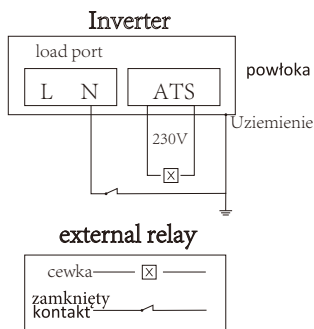 Inverter
load port
powłoka
L N ATS
Uziemienie
230V
X
external relay
cewka X
zamknięty
kontakt